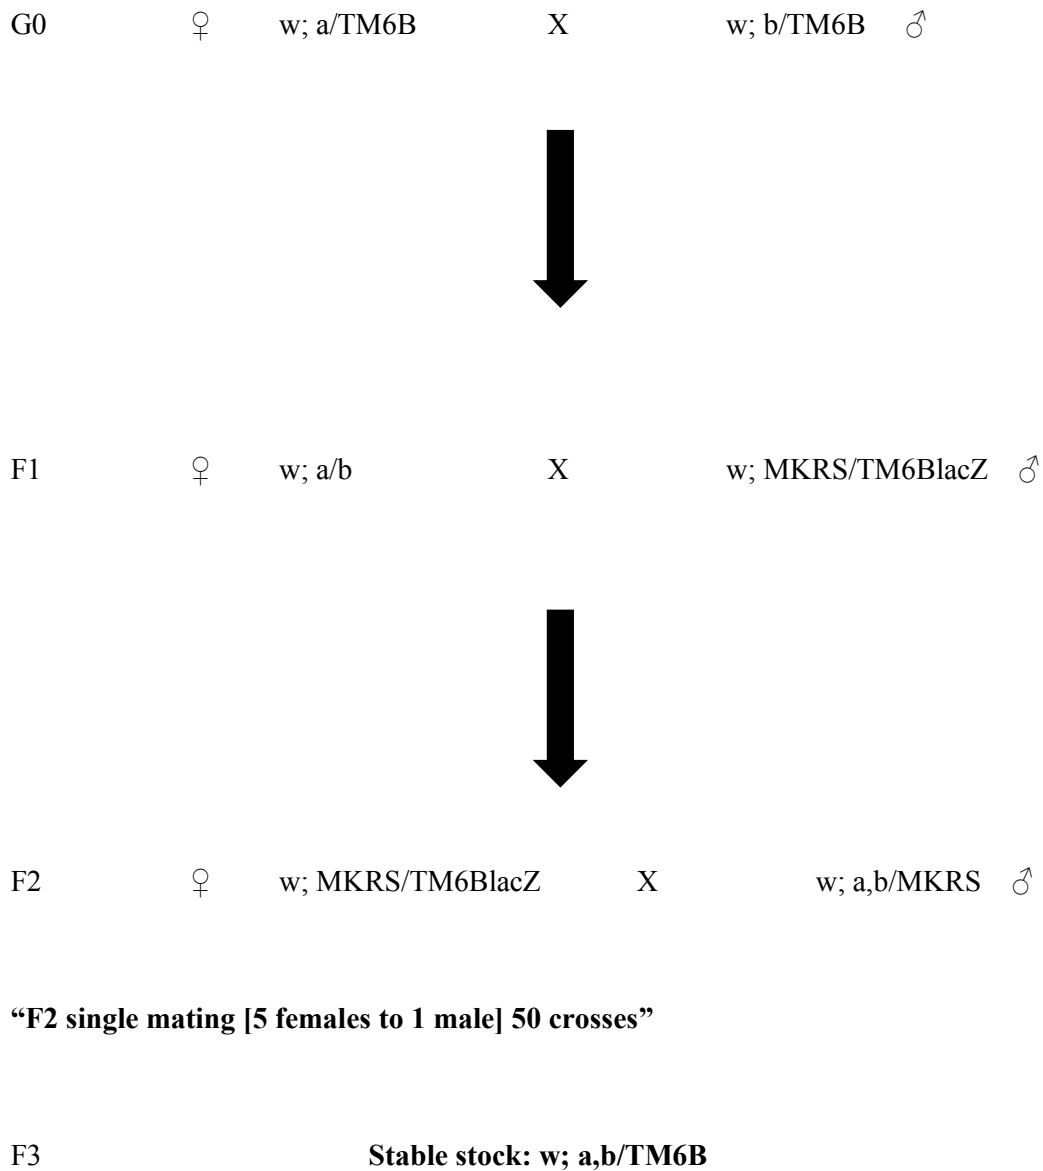 G0 ♀ w; a/TM6B X w; b/TM6B ♂
F1 ♀ w; a/b X w; MKRS/TM6BlacZ ♂
F2 ♀ w; MKRS/TM6BlacZ X w; a,b/MKRS ♂
“F2 single mating [5 females to 1 male] 50 crosses”
F3 Stable stock: w; a,b/TM6B